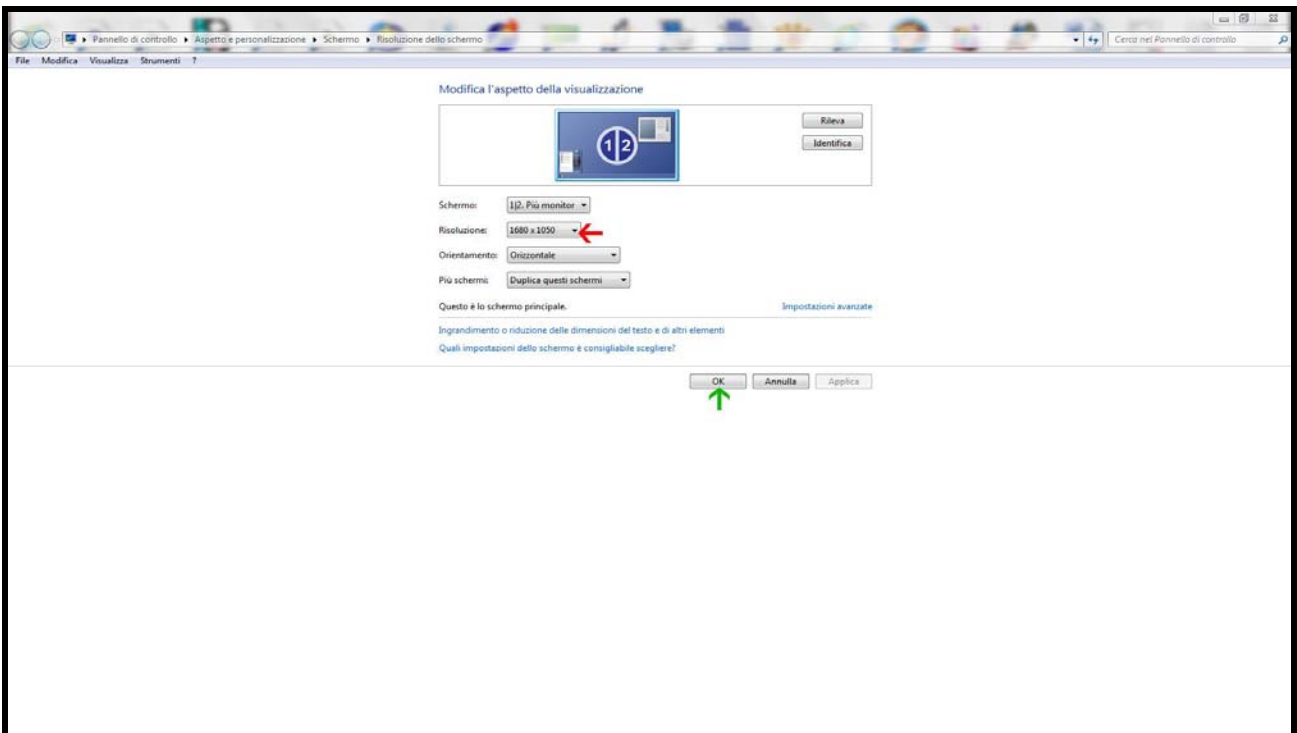 Pannello di controllo Aspetto e personalizzazione Schermo Risoluzione dello schermo Cerca nel Pannello di controllo
File Modifica Visualizza Strumenti ?
Modifica l'aspetto della visualizzazione
1 2
Rileva
Identifica
Schermo: 1|2. Più monitor
Risoluzione: 1680 x 1050
Orientamento: Orizzontale
Più schermi: Duplica questi schermi
Questo è lo schermo principale. Impostazioni avanzate
Ingrandimento o riduzione delle dimensioni del testo e di altri elementi
Quali impostazioni dello schermo è consigliabile scegliere?
OK Annulla Applica